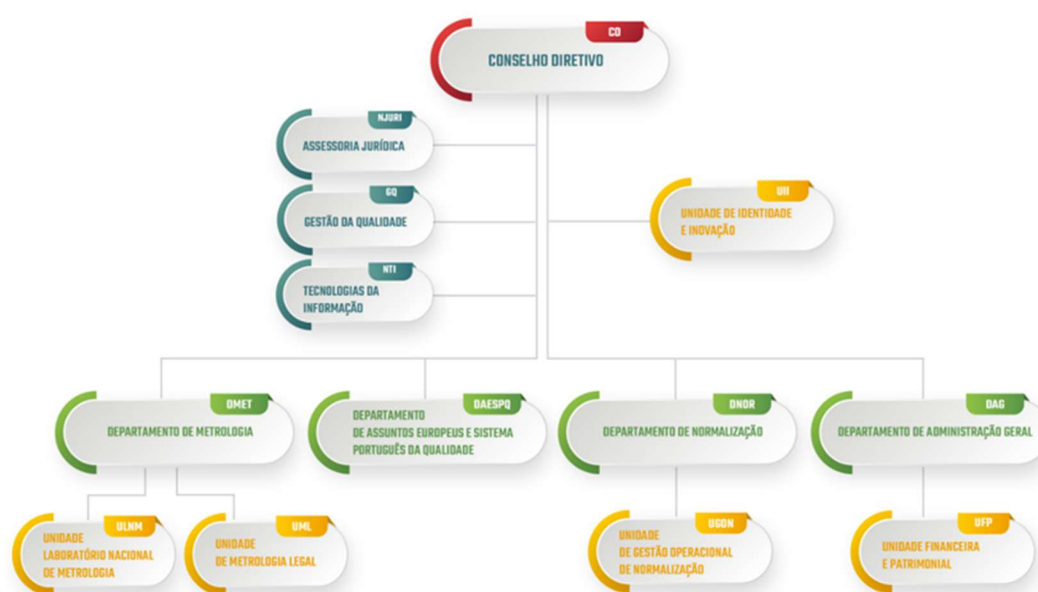 CD
CONSELHO DIRETIVO
NJURI
ASSESSORIA JURÍDICA
GQ
GESTÃO DA QUALIDADE
NTI
TECNOLOGIAS DA
INFORMAÇÃO
UII
UNIDADE DE IDENTIDADE
E INOVAÇÃO
DMET
DEPARTAMENTO DE METROLOGIA
DAESPQ
DEPARTAMENTO
DE ASSUNTOS EUROPEUS E SISTEMA
PORTUGUÊS DA QUALIDADE
DNOR
DEPARTAMENTO DE NORMALIZAÇÃO
DAG
DEPARTAMENTO DE ADMINISTRAÇÃO GERAL
ULNM
UNIDADE
LABORATÓRIO NACIONAL
DE METROLOGIA
UML
UNIDADE
DE METROLOGIA LEGAL
UGON
UNIDADE
DE GESTÃO OPERACIONAL
DE NORMALIZAÇÃO
UFP
UNIDADE FINANCEIRA
E PATRIMONIAL